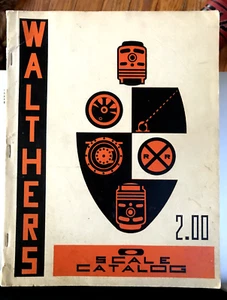 WALTHERS
R R
2.00
O
SCALE
CATALOG